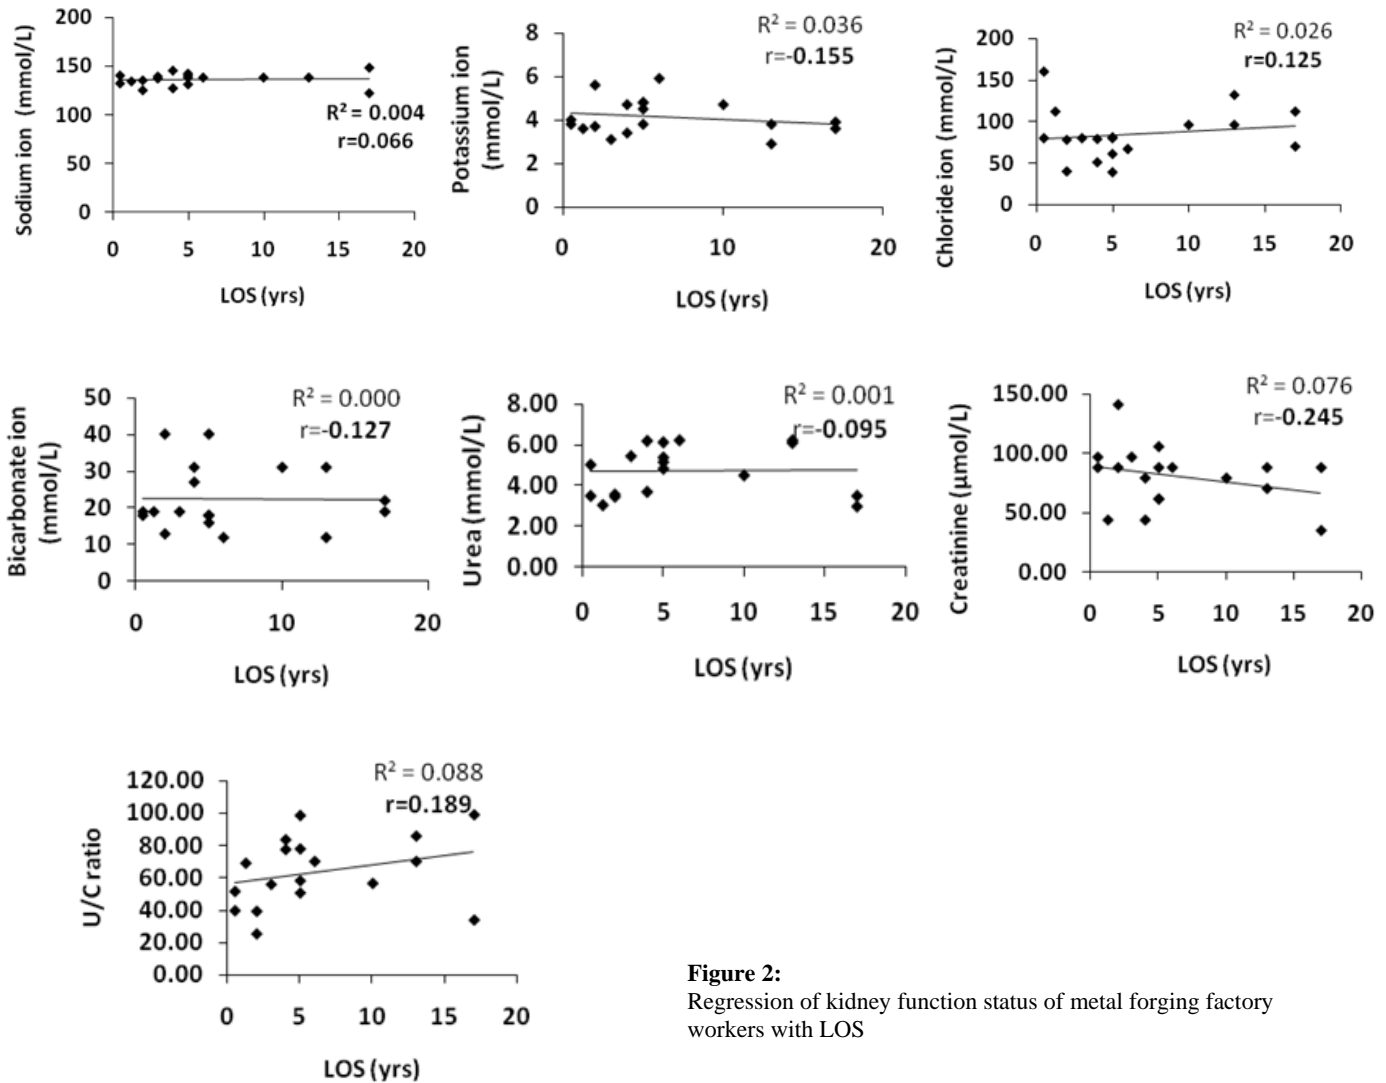 200
150
100
50
0
Sodium ion (mmol/L)
R² = 0.004
r=0.066
0 5 10 15 20
LOS (yrs)
8
6
4
2
0
Potassium ion
(mmol/L)
R² = 0.036
r=-0.155
0 10 20
LOS (yrs)
200
150
100
50
0
Chloride ion (mmol/L)
R² = 0.026
r=0.125
0 5 10 15 20
LOS (yrs)
50
40
30
20
10
0
Bicarbonate ion
(mmol/L)
R² = 0.000
r=-0.127
0 10 20
LOS (yrs)
8.00
6.00
4.00
2.00
0.00
Urea (mmol/L)
R² = 0.001
r=-0.095
0 5 10 15 20
LOS (yrs)
150.00
100.00
50.00
0.00
Creatinine (μmol/L)
R² = 0.076
r=-0.245
0 5 10 15 20
LOS (yrs)
120.00
100.00
80.00
60.00
40.00
20.00
0.00
U/C ratio
R² = 0.088
r=0.189
0 5 10 15 20
LOS (yrs)
Figure 2:
Regression of kidney function status of metal forging factory
workers with LOS